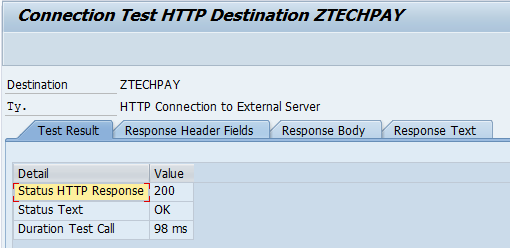 Connection Test HTTP Destination ZTECHPAY
Destination ZTECHPAY
Ty. HTTP Connection to External Server
Test Result Response Header Fields Response Body Response Text
Detail Value
Status HTTP Response 200
Status Text OK
Duration Test Call 98 ms